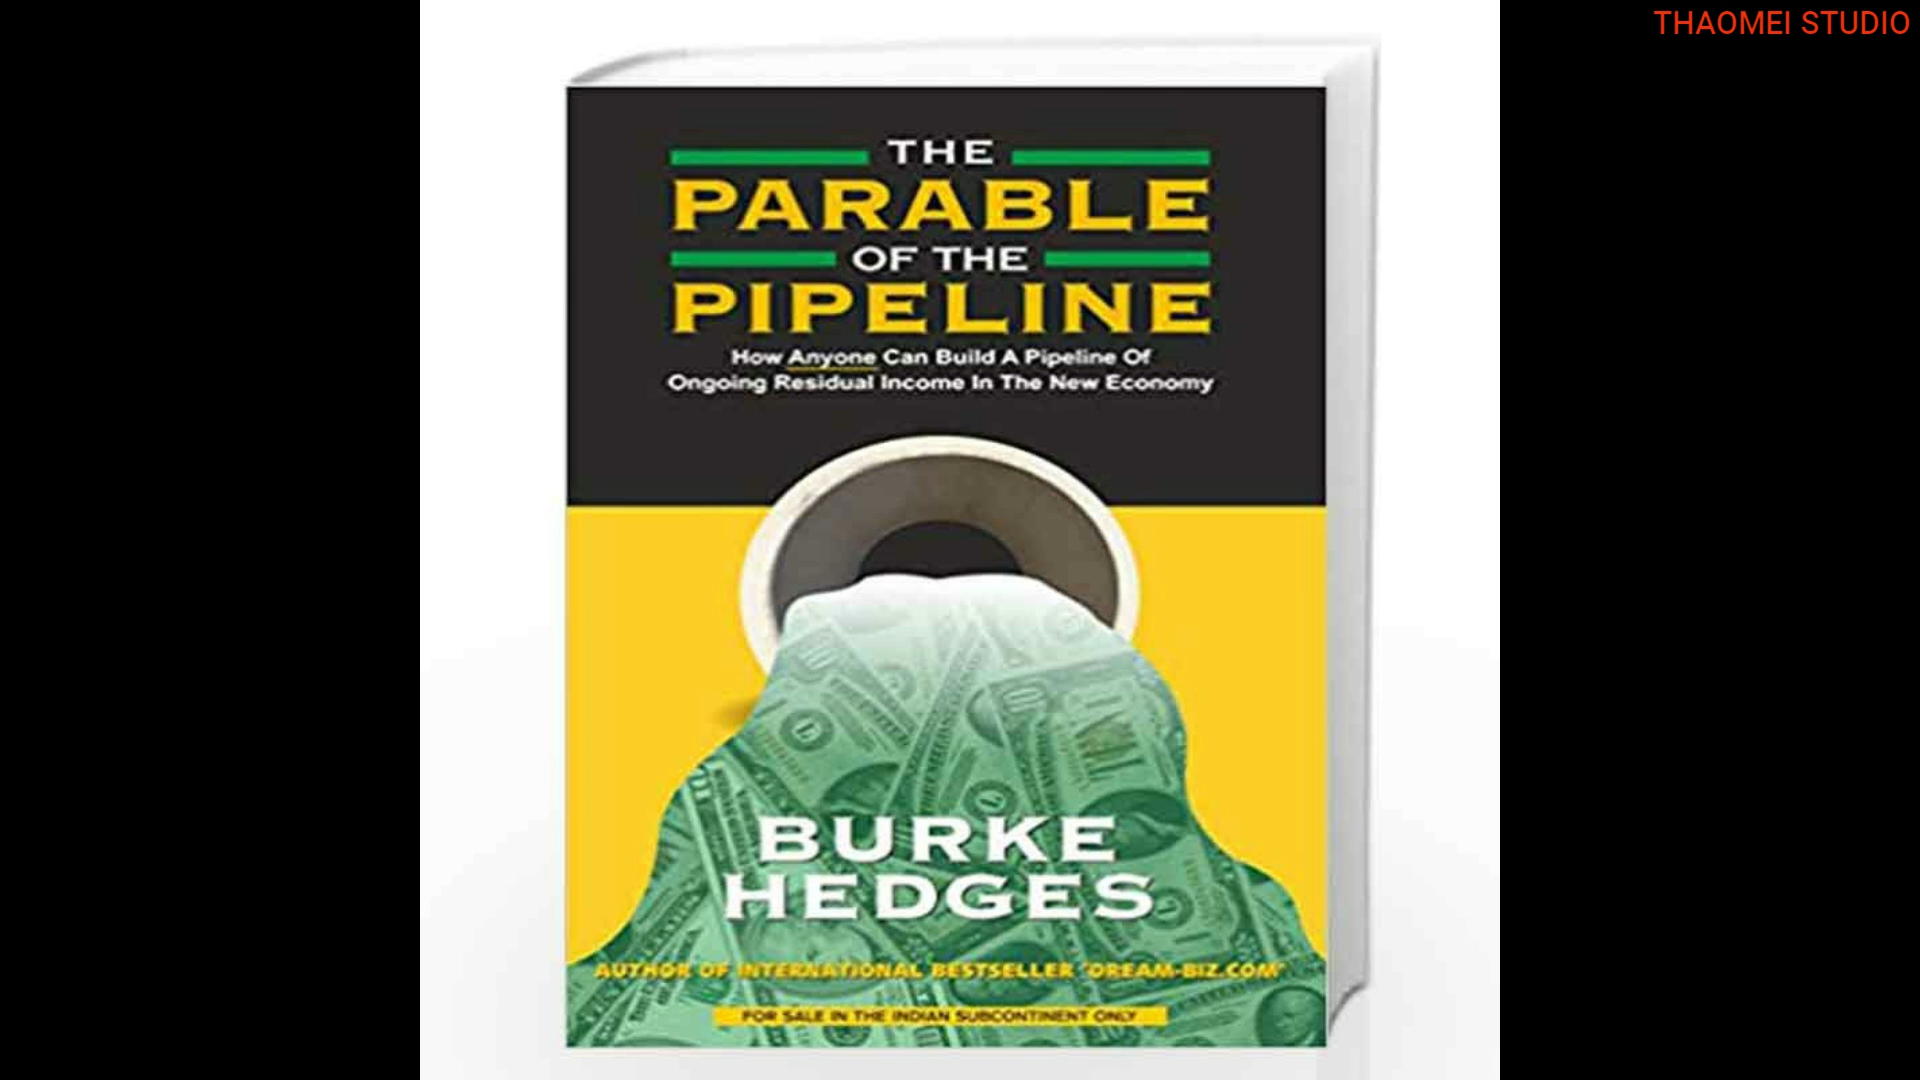 THAOMEI STUDIO
THE
PARABLE
OF THE
PIPELINE
How Anyone Can Build A Pipeline Of
Ongoing Residual Income In The New Economy
BURKE
HEDGES
AUTHOR OF INTERNATIONAL BESTSELLER "DREAM-BIZ.COM"
FOR SALE IN THE INDIAN SUBCONTINENT ONLY